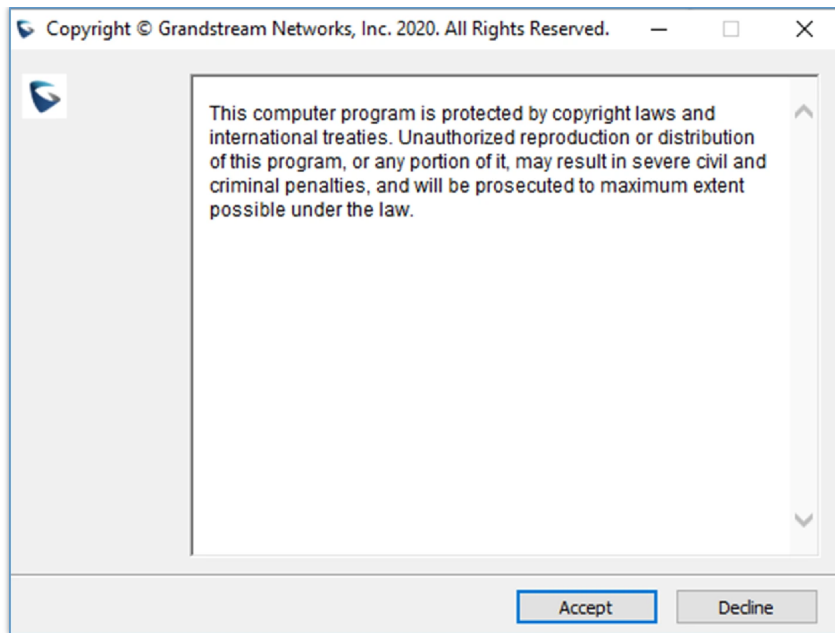 Copyright © Grandstream Networks, Inc. 2020. All Rights Reserved.
This computer program is protected by copyright laws and
international treaties. Unauthorized reproduction or distribution
of this program, or any portion of it, may result in severe civil and
criminal penalties, and will be prosecuted to maximum extent
possible under the law.
Accept
Decline